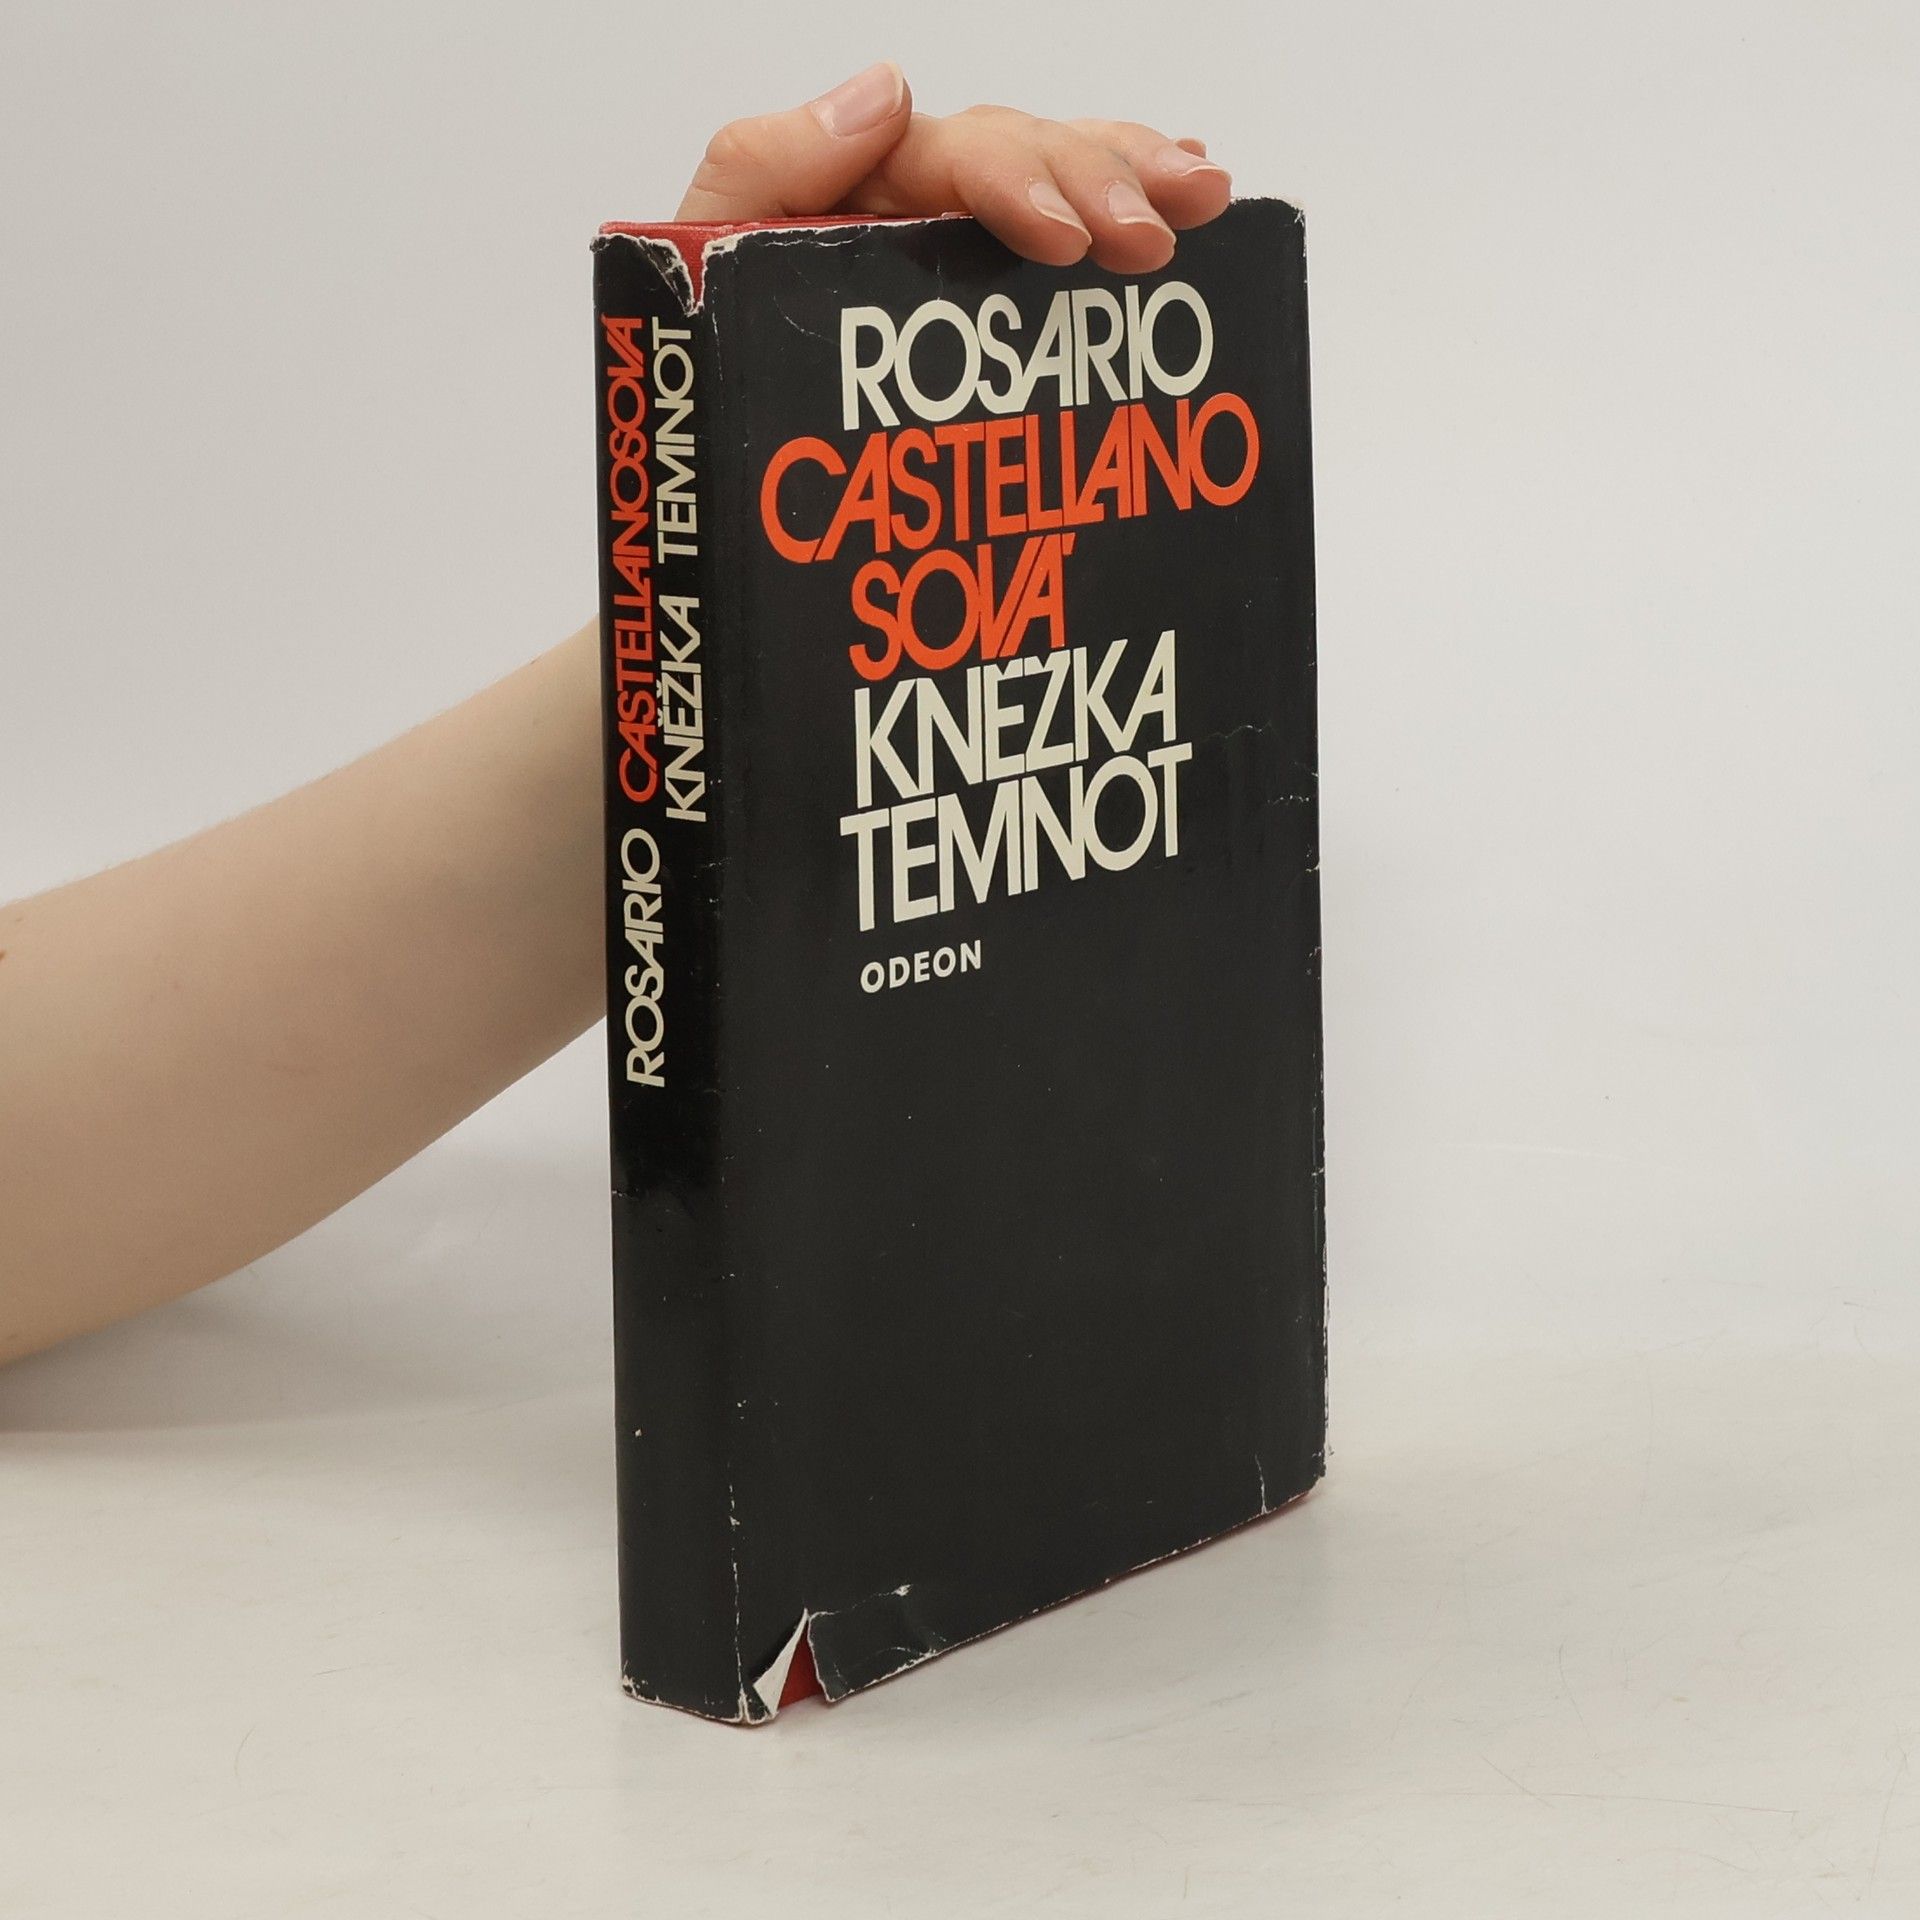 ROSARIO CASTELLANOSOVÁ
KNĚŽKA TEMNOT
ROSARIO
CASTELLANO
SOVÁ
KNĚŽKA
TEMNOT
ODEON